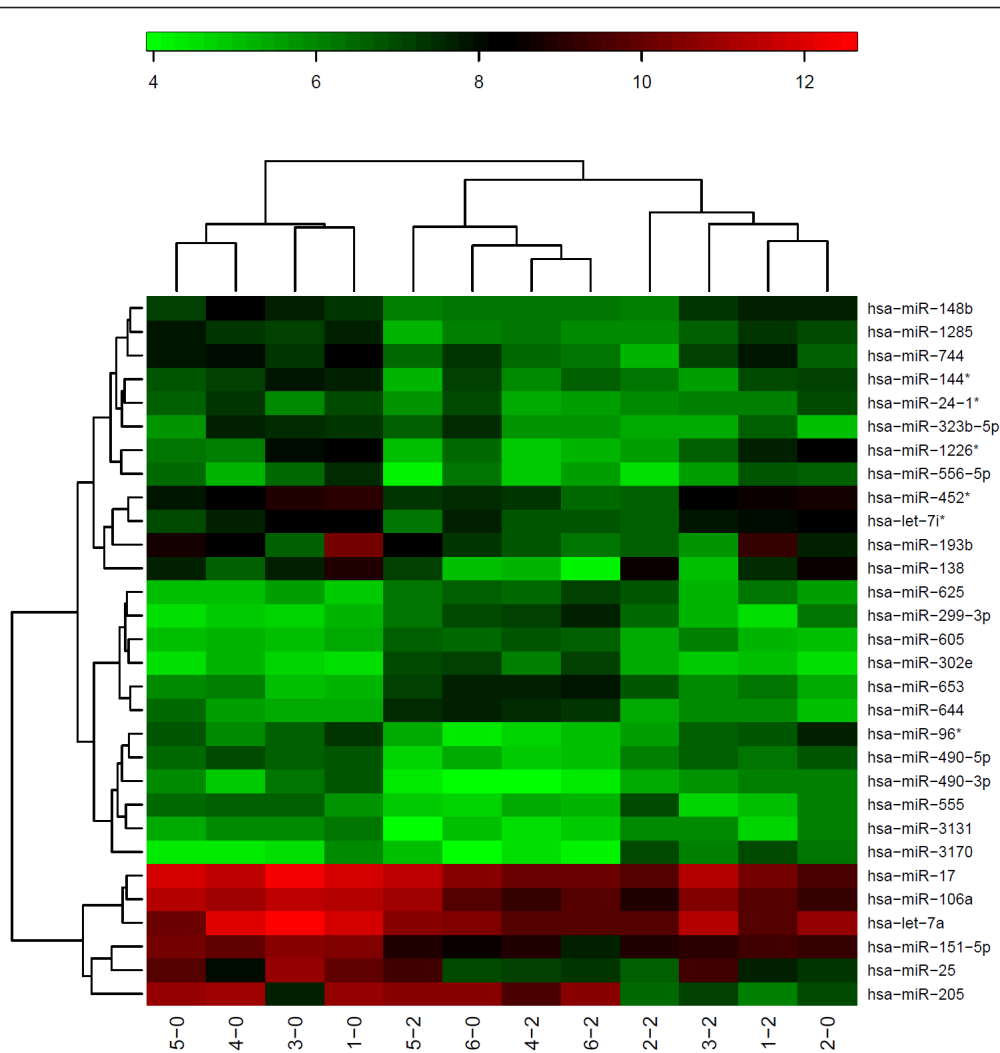 4 6 8 10 12
hsa-miR-148b
hsa-miR-1285
hsa-miR-744
hsa-miR-144*
hsa-miR-24-1*
hsa-miR-323b-5p
hsa-miR-1226*
hsa-miR-556-5p
hsa-miR-452*
hsa-let-7i*
hsa-miR-193b
hsa-miR-138
hsa-miR-625
hsa-miR-299-3p
hsa-miR-605
hsa-miR-302e
hsa-miR-653
hsa-miR-644
hsa-miR-96*
hsa-miR-490-5p
hsa-miR-490-3p
hsa-miR-555
hsa-miR-3131
hsa-miR-3170
hsa-miR-17
hsa-miR-106a
hsa-let-7a
hsa-miR-151-5p
hsa-miR-25
hsa-miR-205
5-0 4-0 3-0 1-0 5-2 6-0 4-2 6-2 2-2 3-2 1-2 2-0